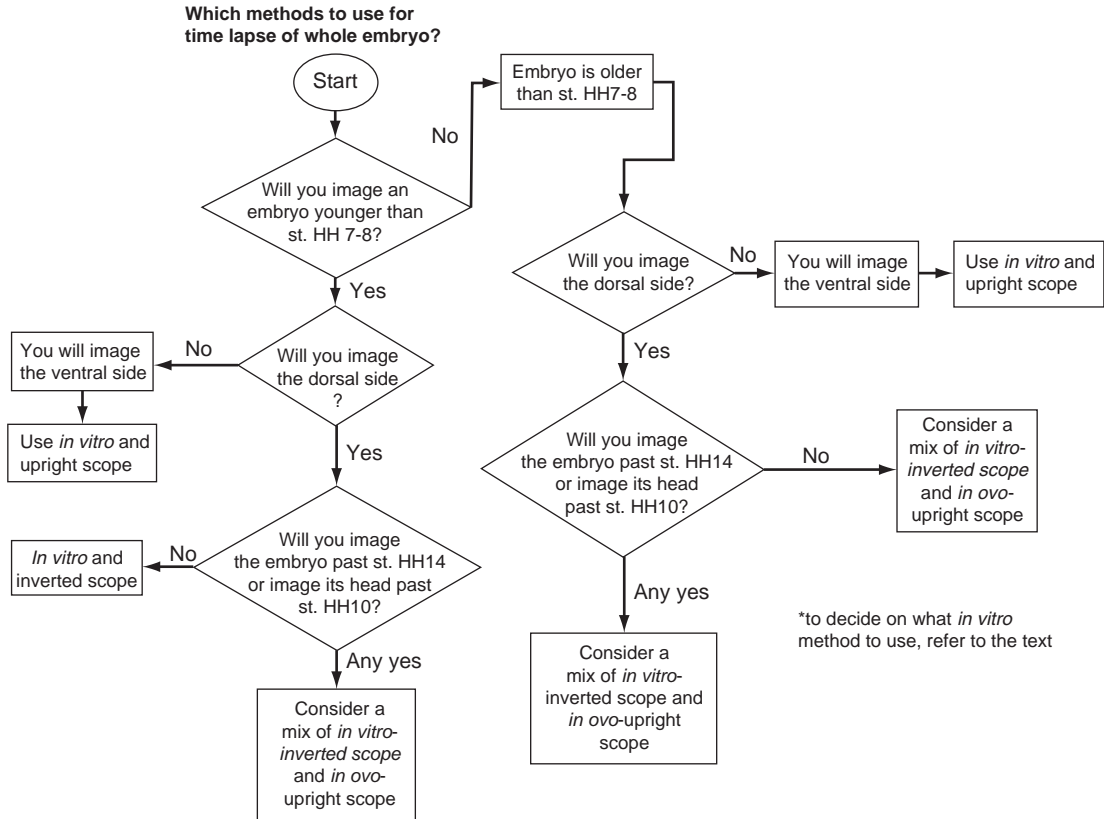 Which methods to use for
time lapse of whole embryo?
Start
Will you image an
embryo younger than
st. HH 7-8?
No
Embryo is older
than st. HH7-8
Yes
Will you image
the dorsal side
?
No
You will image
the ventral side
Use in vitro and
upright scope
Yes
Will you image
the embryo past st. HH14
or image its head past
st. HH10?
No
In vitro and
inverted scope
Any yes
Consider a
mix of in vitro-
inverted scope
and in ovo-
upright scope
Will you image
the dorsal side?
No
You will image
the ventral side
Use in vitro and
upright scope
Yes
Will you image
the embryo past st. HH14
or image its head
past st. HH10?
No
Consider a
mix of in vitro-
inverted scope
and in ovo-
upright scope
Any yes
Consider a
mix of in vitro-
inverted scope and
in ovo-upright
scope
*to decide on what in vitro
method to use, refer to the text